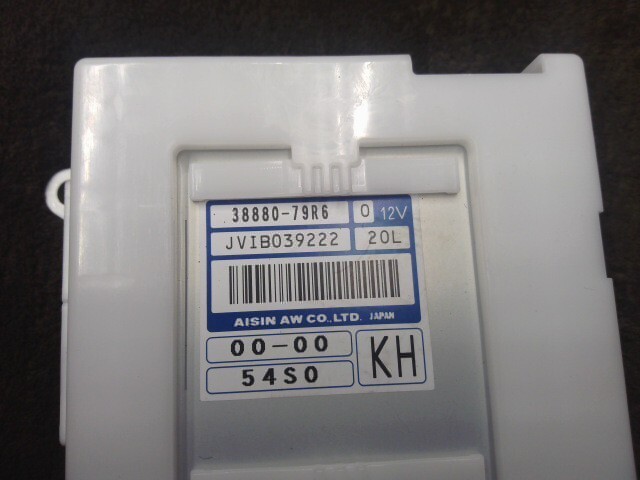 38880-79R6 0 12V
JVIB039222 20L
AISIN AW CO.,LTD. JAPAN
00-00
54S0
KH